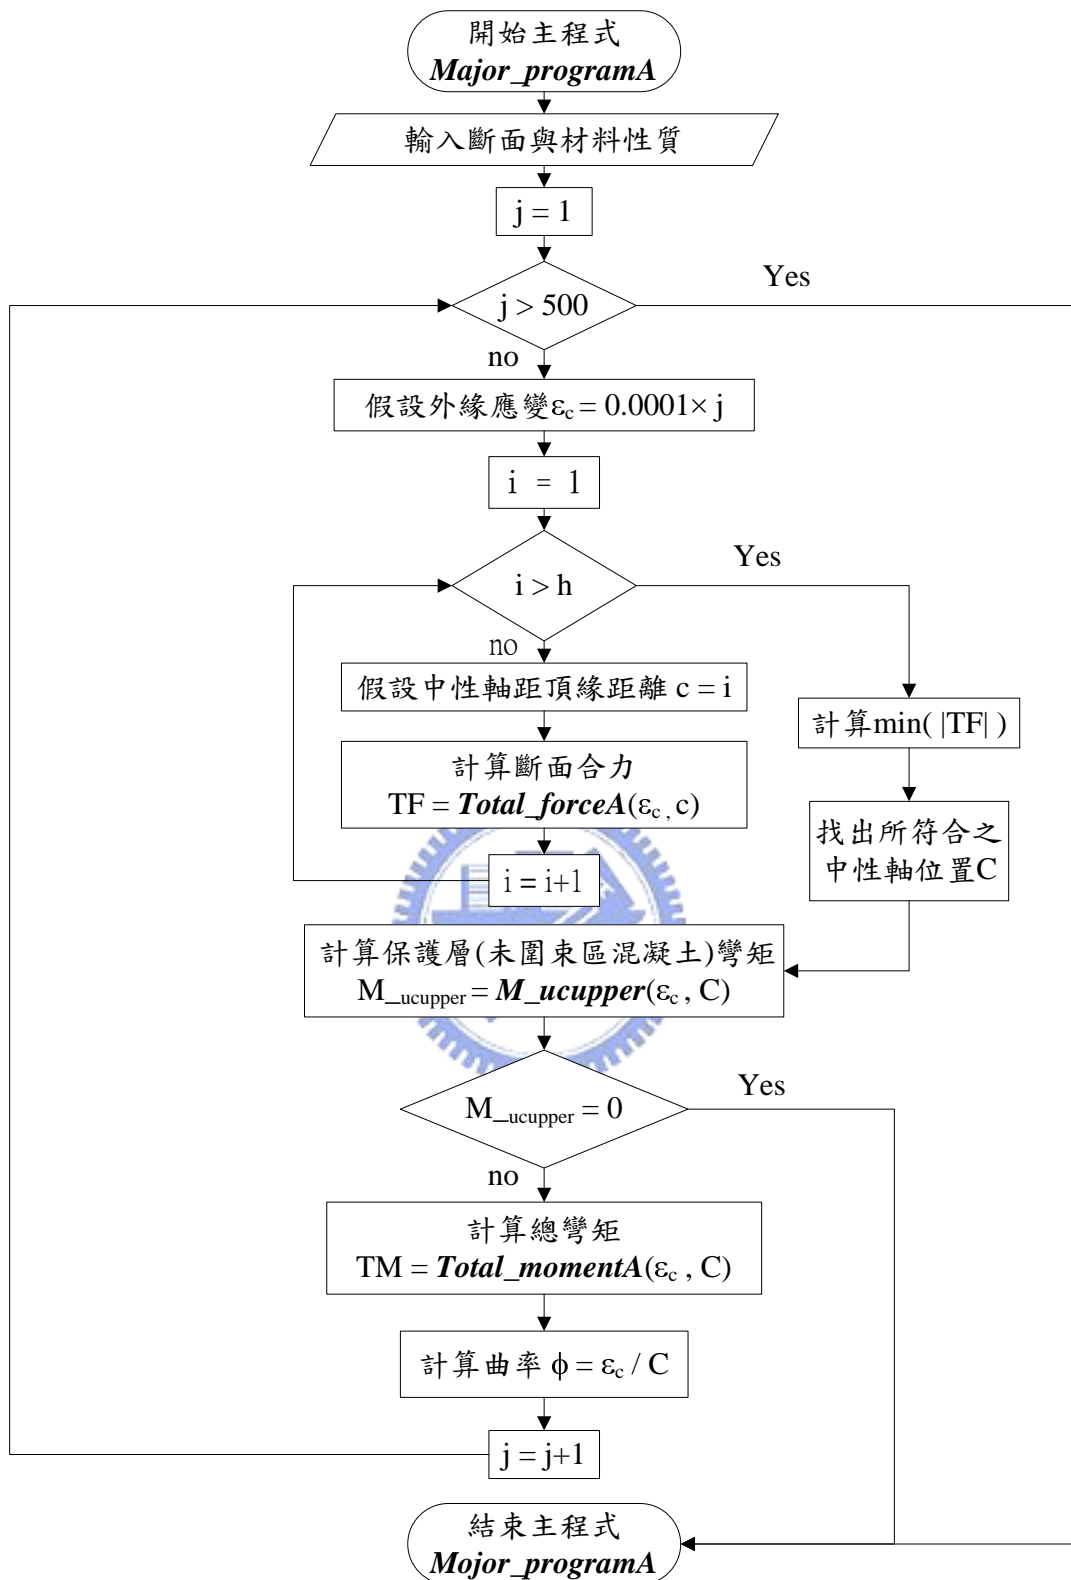 開始主程式
Major_programA
輸入斷面與材料性質
j = 1
j > 500
Yes
no
假設外緣應變εc = 0.0001× j
i = 1
i > h
Yes
no
假設中性軸距頂緣距離 c = i
計算斷面合力
TF = Total_forceA(εc , c)
i = i+1
計算min( |TF| )
找出所符合之
中性軸位置C
計算保護層(未圍束區混凝土)彎矩
M_ucupper = M_ucupper(εc , C)
M_ucupper = 0
Yes
no
計算總彎矩
TM = Total_momentA(εc , C)
計算曲率 ϕ = εc / C
j = j+1
結束主程式
Mojor_programA